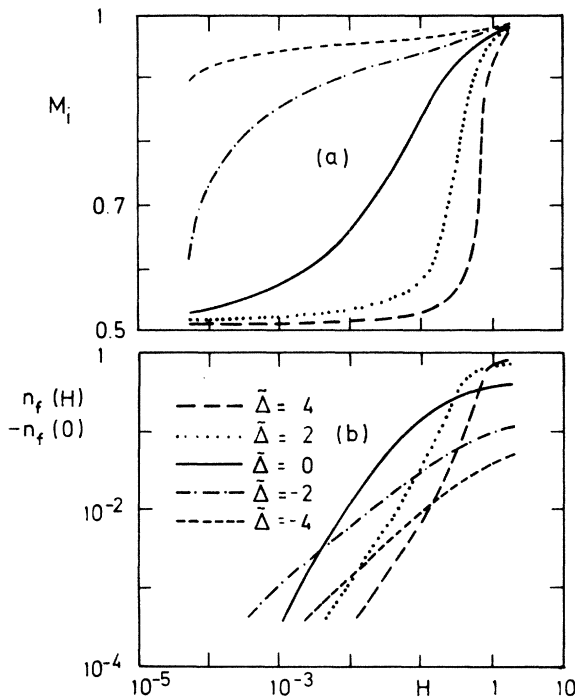 1
M_i
(a)
0.7
0.5
1
n_f (H)
-n_f (0)
Δ̃ = 4
Δ̃ = 2
Δ̃ = 0
Δ̃ = -2
Δ̃ = -4
(b)
10^-2
10^-4
10^-5 10^-3 H 1 10